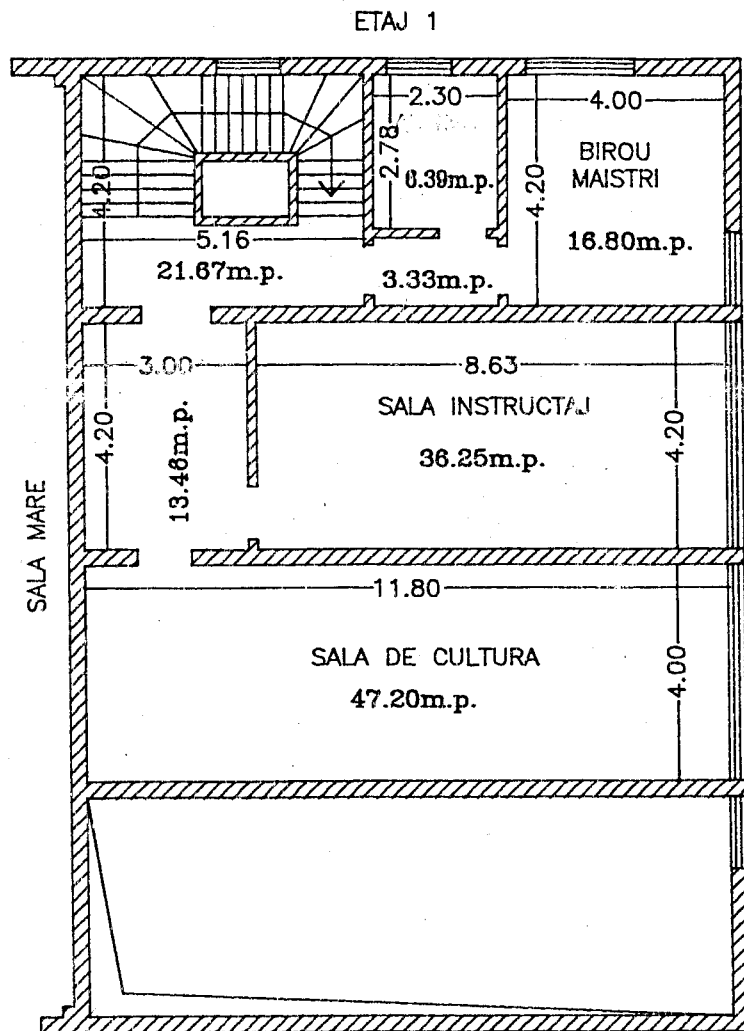 ETAJ 1
2.30
4.00
2.78
6.39m.p.
4.20
BIROU
MAISTRI
16.80m.p.
4.20
5.16
21.67m.p.
3.33m.p.
3.00
8.63
SALA INSTRUCTAJ
36.25m.p.
4.20
13.46m.p.
4.20
SALA MARE
11.80
SALA DE CULTURA
47.20m.p.
4.00